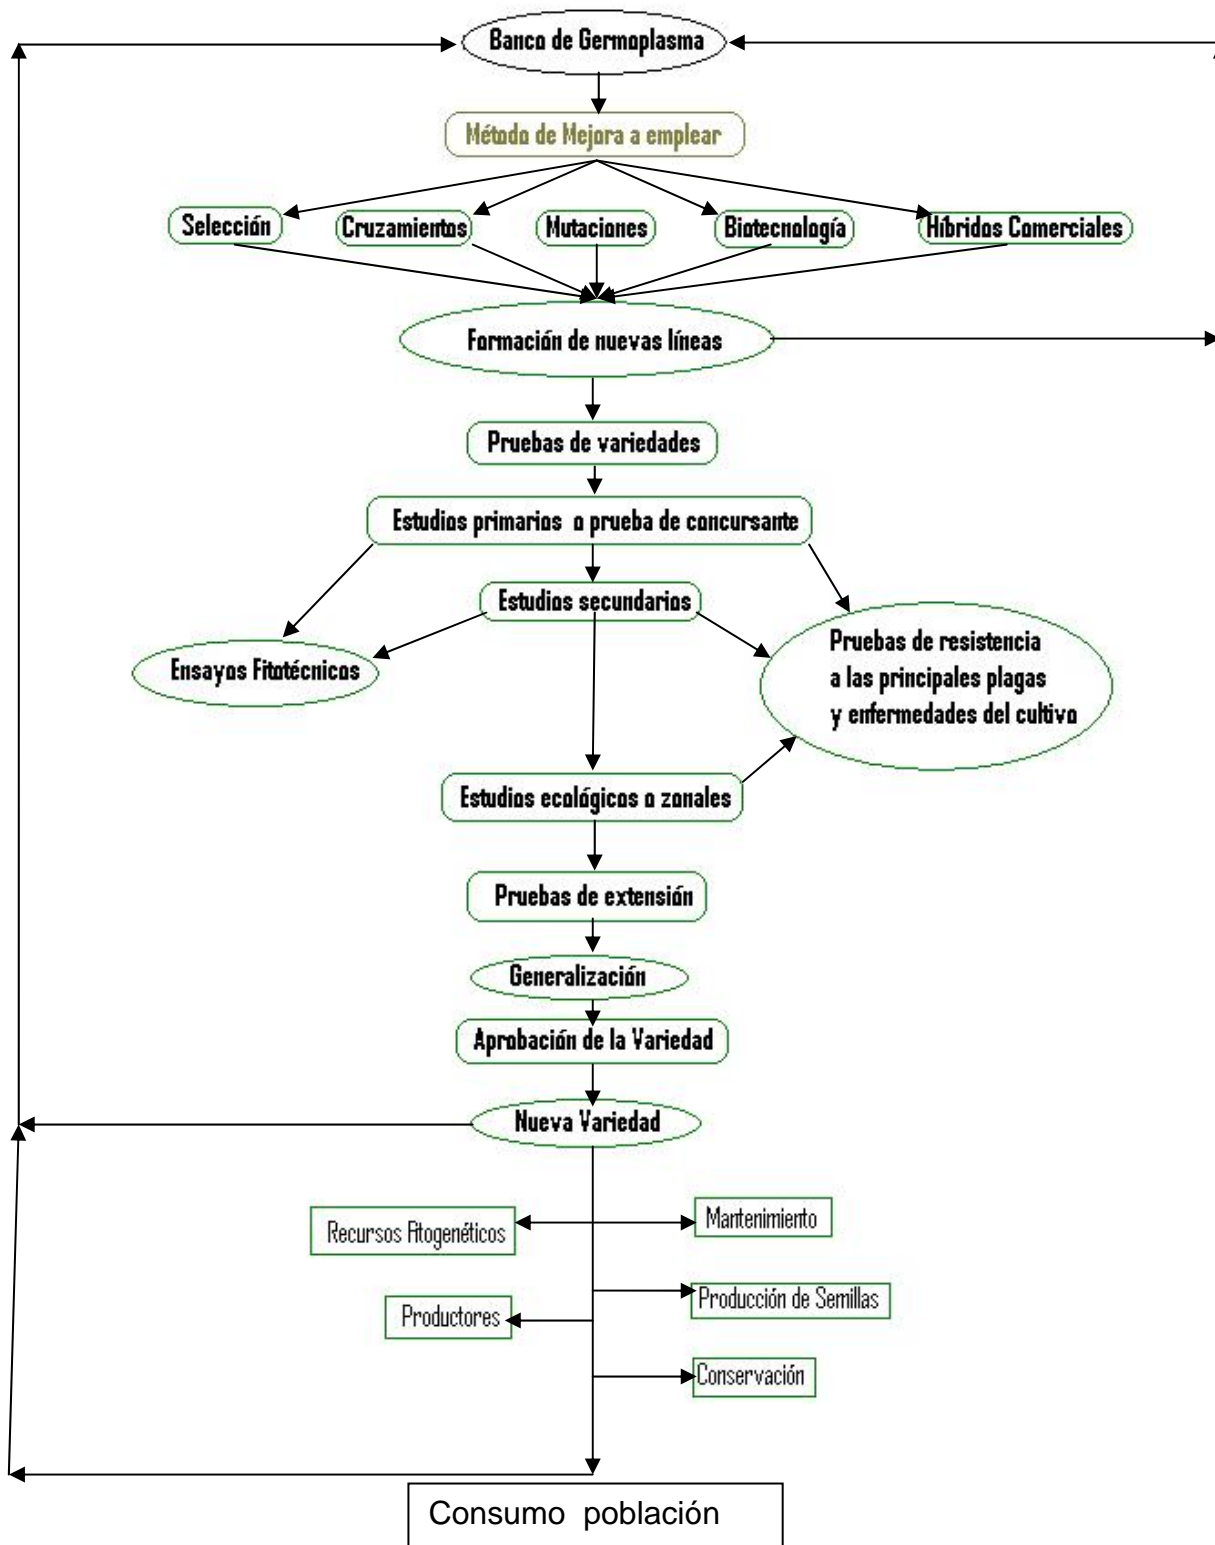 Banco de Germoplasma
Método de Mejora a emplear
Selección
Cruzamientos
Mutaciones
Biotecnología
Híbridos Comerciales
Formación de nuevas líneas
Pruebas de variedades
Estudios primarios o prueba de concursante
Estudios secundarios
Ensayos Fitotécnicos
Pruebas de resistencia
a las principales plagas
y enfermedades del cultivo
Estudios ecológicos o zonales
Pruebas de extensión
Generalización
Aprobación de la Variedad
Nueva Variedad
Recursos Fitogenéticos
Mantenimiento
Producción de Semillas
Productores
Conservación
Consumo población